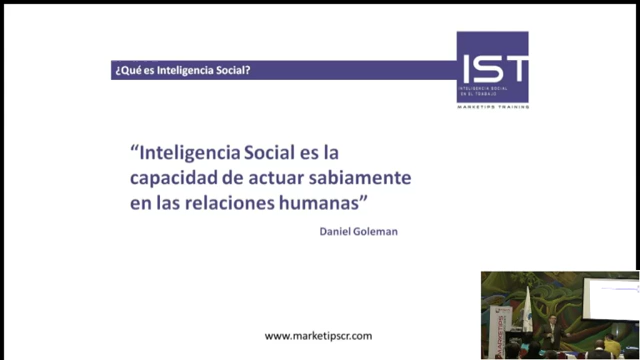 ¿Qué es Inteligencia Social?
IST
INTELIGENCIA SOCIAL
EN EL TRABAJO
MARKETIPS TRAINING
“Inteligencia Social es la
capacidad de actuar sabiamente
en las relaciones humanas”
Daniel Goleman
www.marketipscr.com